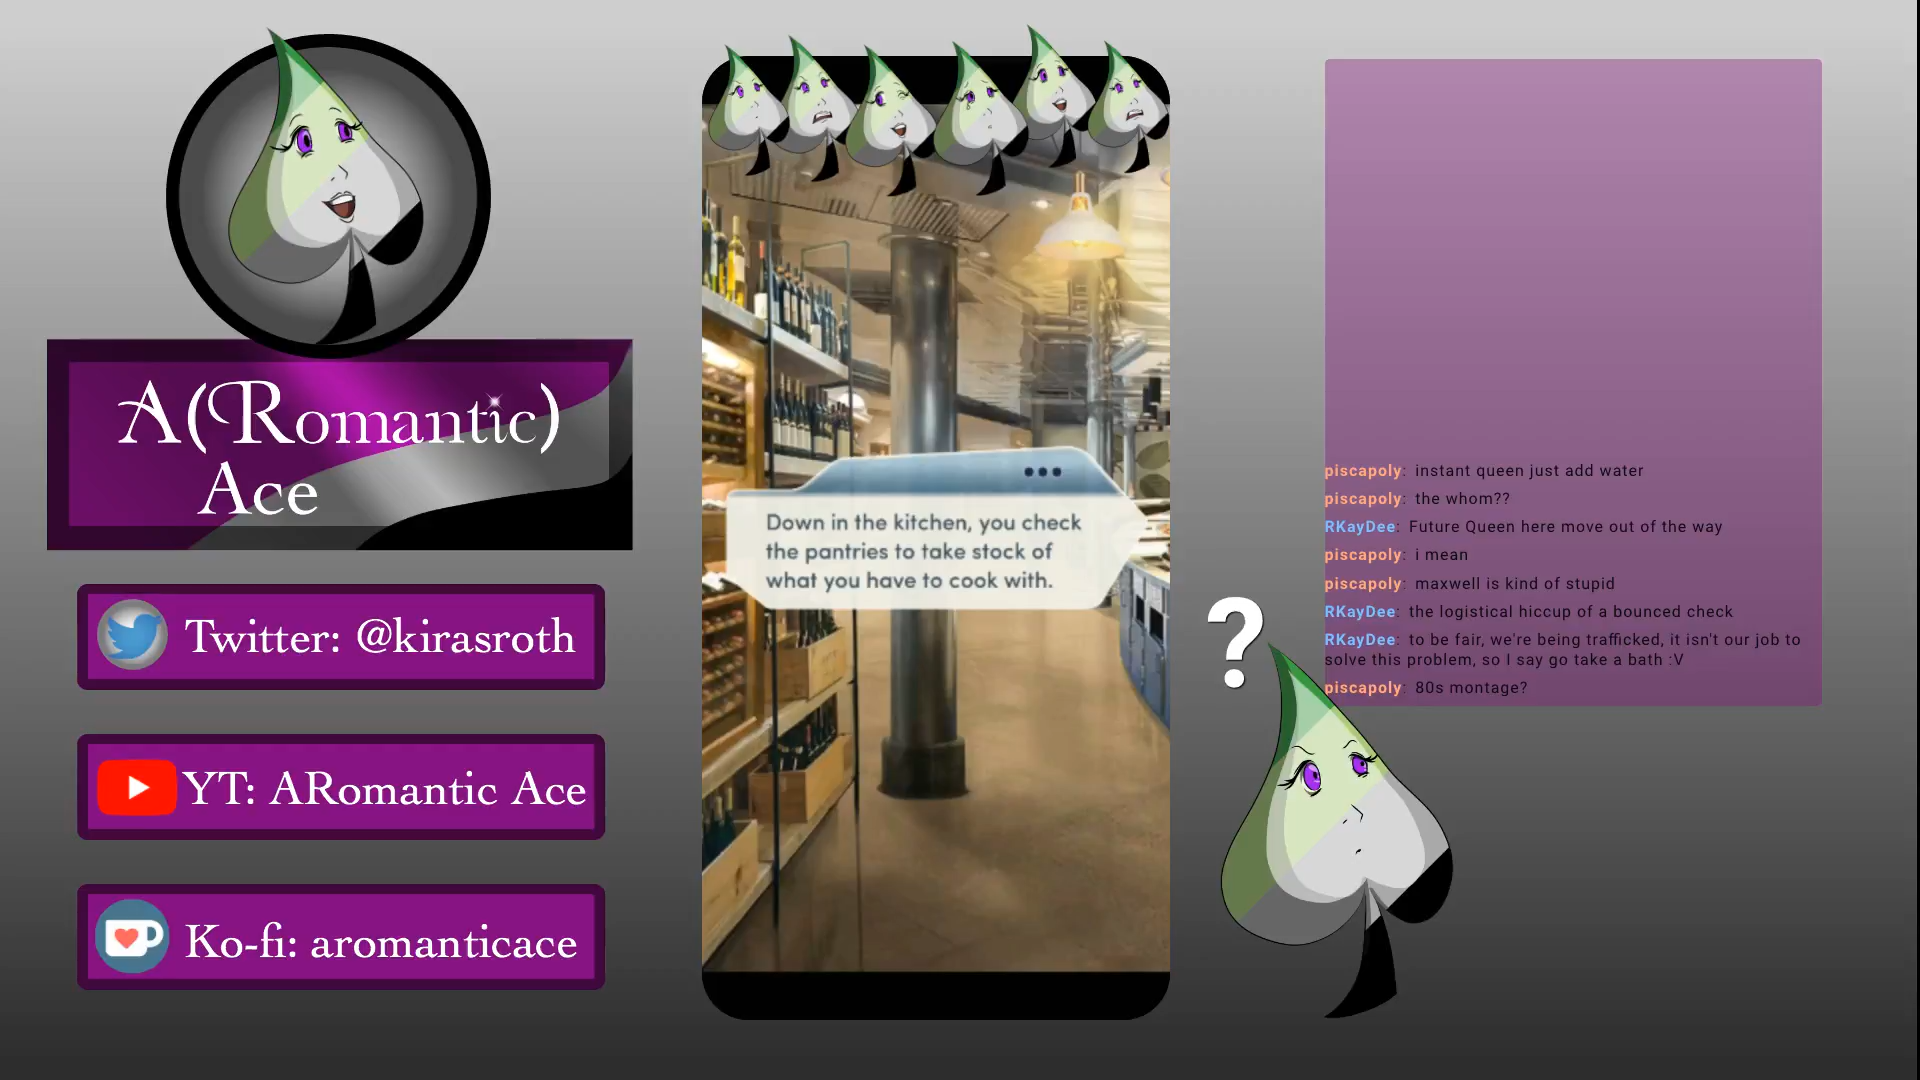 A(Romantic)
Ace
Twitter: @kirasroth
YT: ARomantic Ace
Ko-fi: aromanticace
Down in the kitchen, you check
the pantries to take stock of
what you have to cook with.
?
piscapoly: instant queen just add water
piscapoly: the whom??
RKayDee: Future Queen here move out of the way
piscapoly: i mean
piscapoly: maxwell is kind of stupid
RKayDee: the logistical hiccup of a bounced check
RKayDee: to be fair, we're being trafficked, it isn't our job to
solve this problem, so I say go take a bath :V
piscapoly: 80s montage?